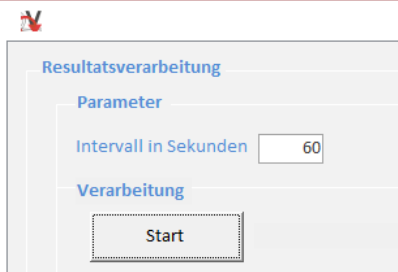 Resultatsverarbeitung
Parameter
Intervall in Sekunden 60
Verarbeitung
Start